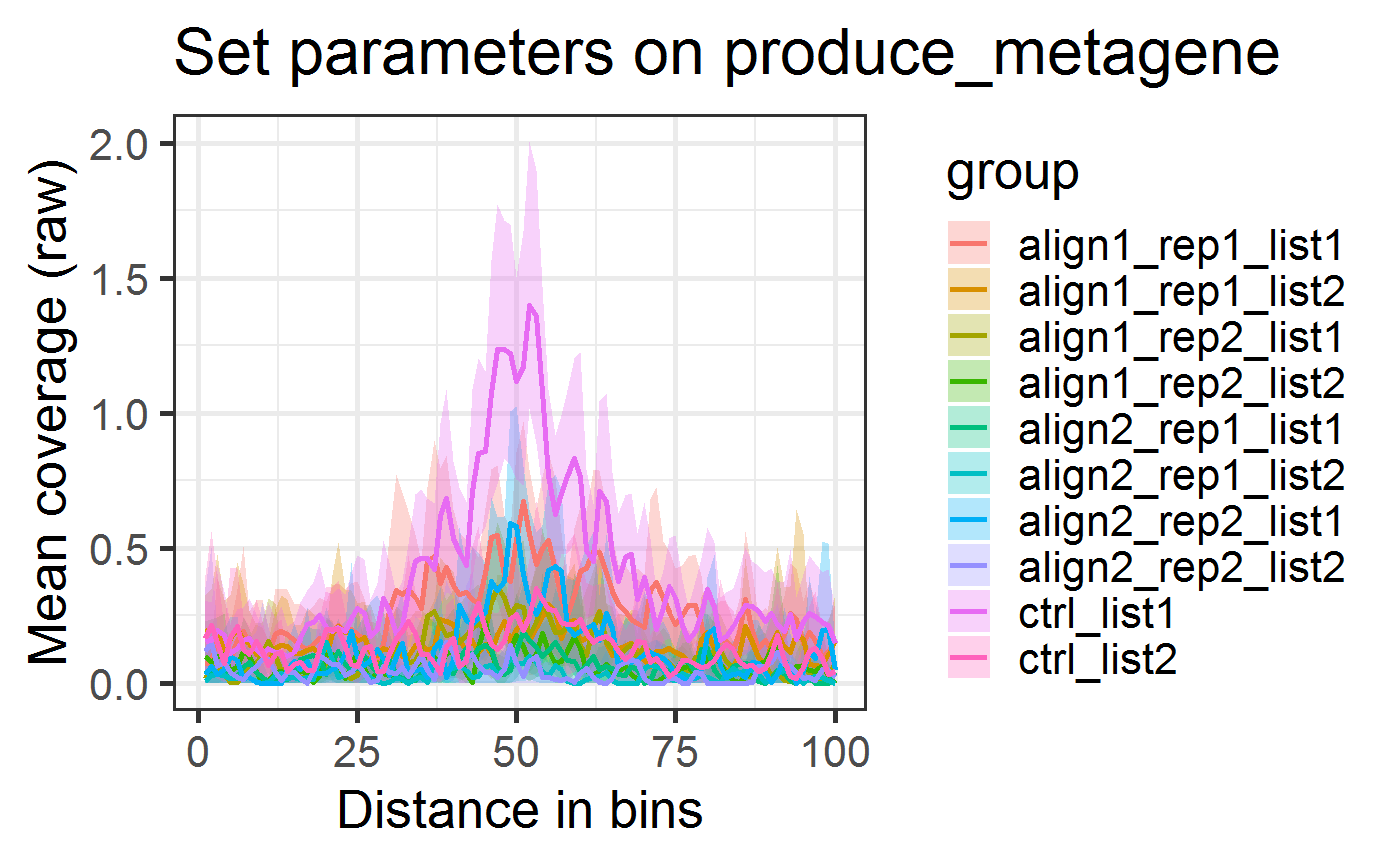 Set parameters on produce_metagene
Mean coverage (raw)
2.0
1.5
1.0
0.5
0.0
0
25
50
75
100
Distance in bins
group
align1_rep1_list1
align1_rep1_list2
align1_rep2_list1
align1_rep2_list2
align2_rep1_list1
align2_rep1_list2
align2_rep2_list1
align2_rep2_list2
ctrl_list1
ctrl_list2